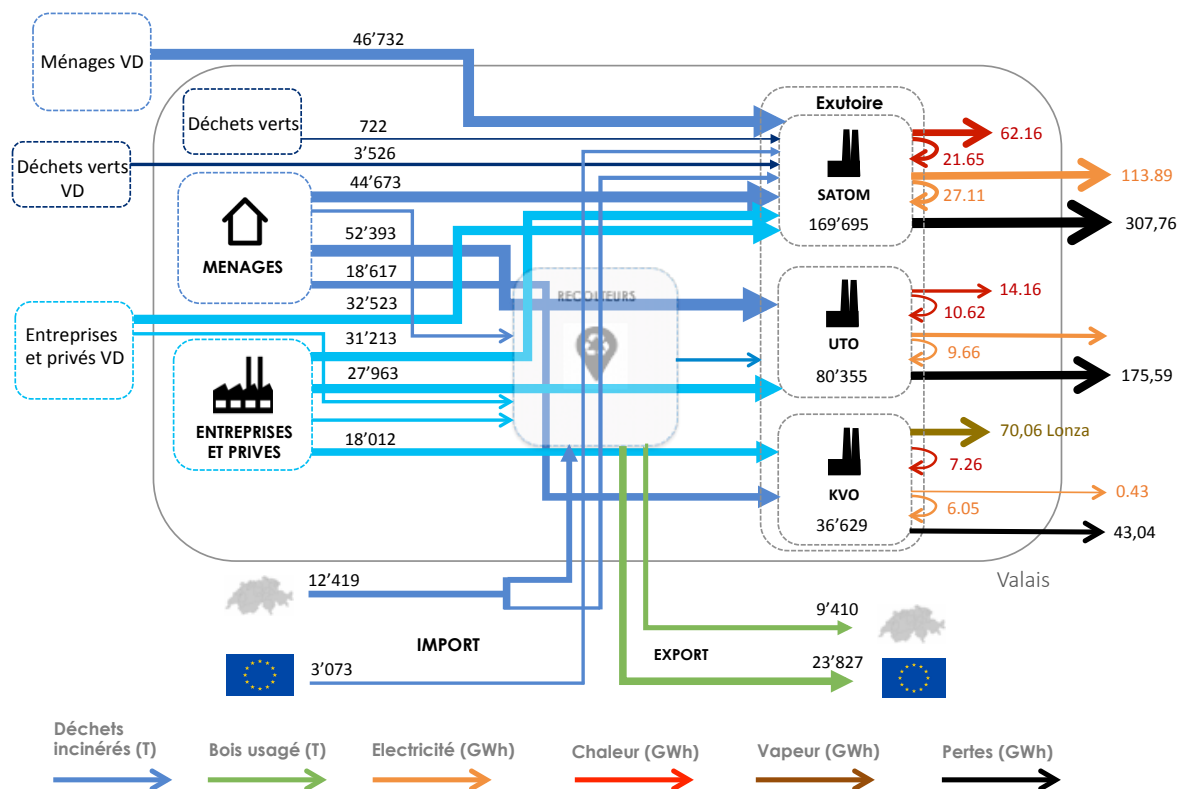 46’732
Ménages VD
Déchets verts
722
3’526
Déchets verts
VD
44’673
MENAGES
52’393
18’617
32’523
Entreprises
et privés VD
31’213
27’963
ENTREPRISES
ET PRIVES
18’012
RECOLTEURS
Exutoire
SATOM
169’695
62.16
21.65
113.89
27.11
307,76
UTO
80’355
14.16
10.62
9.66
175,59
KVO
36’629
70,06 Lonza
7.26
0.43
6.05
43,04
Valais
12’419
IMPORT
3’073
9’410
EXPORT
23’827
Déchets
incinérés (T)
Bois usagé (T)
Electricité (GWh)
Chaleur (GWh)
Vapeur (GWh)
Pertes (GWh)